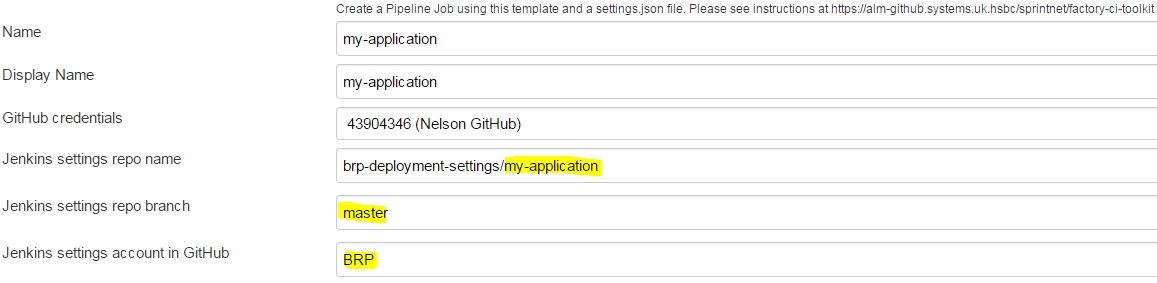 Create a Pipeline Job using this template and a settings.json file. Please see instructions at https://alm-github.systems.uk.hsbc/sprintnet/factory-ci-toolkit
Name
my-application
Display Name
my-application
GitHub credentials
43904346 (Nelson GitHub)
Jenkins settings repo name
brp-deployment-settings/my-application
Jenkins settings repo branch
master
Jenkins settings account in GitHub
BRP